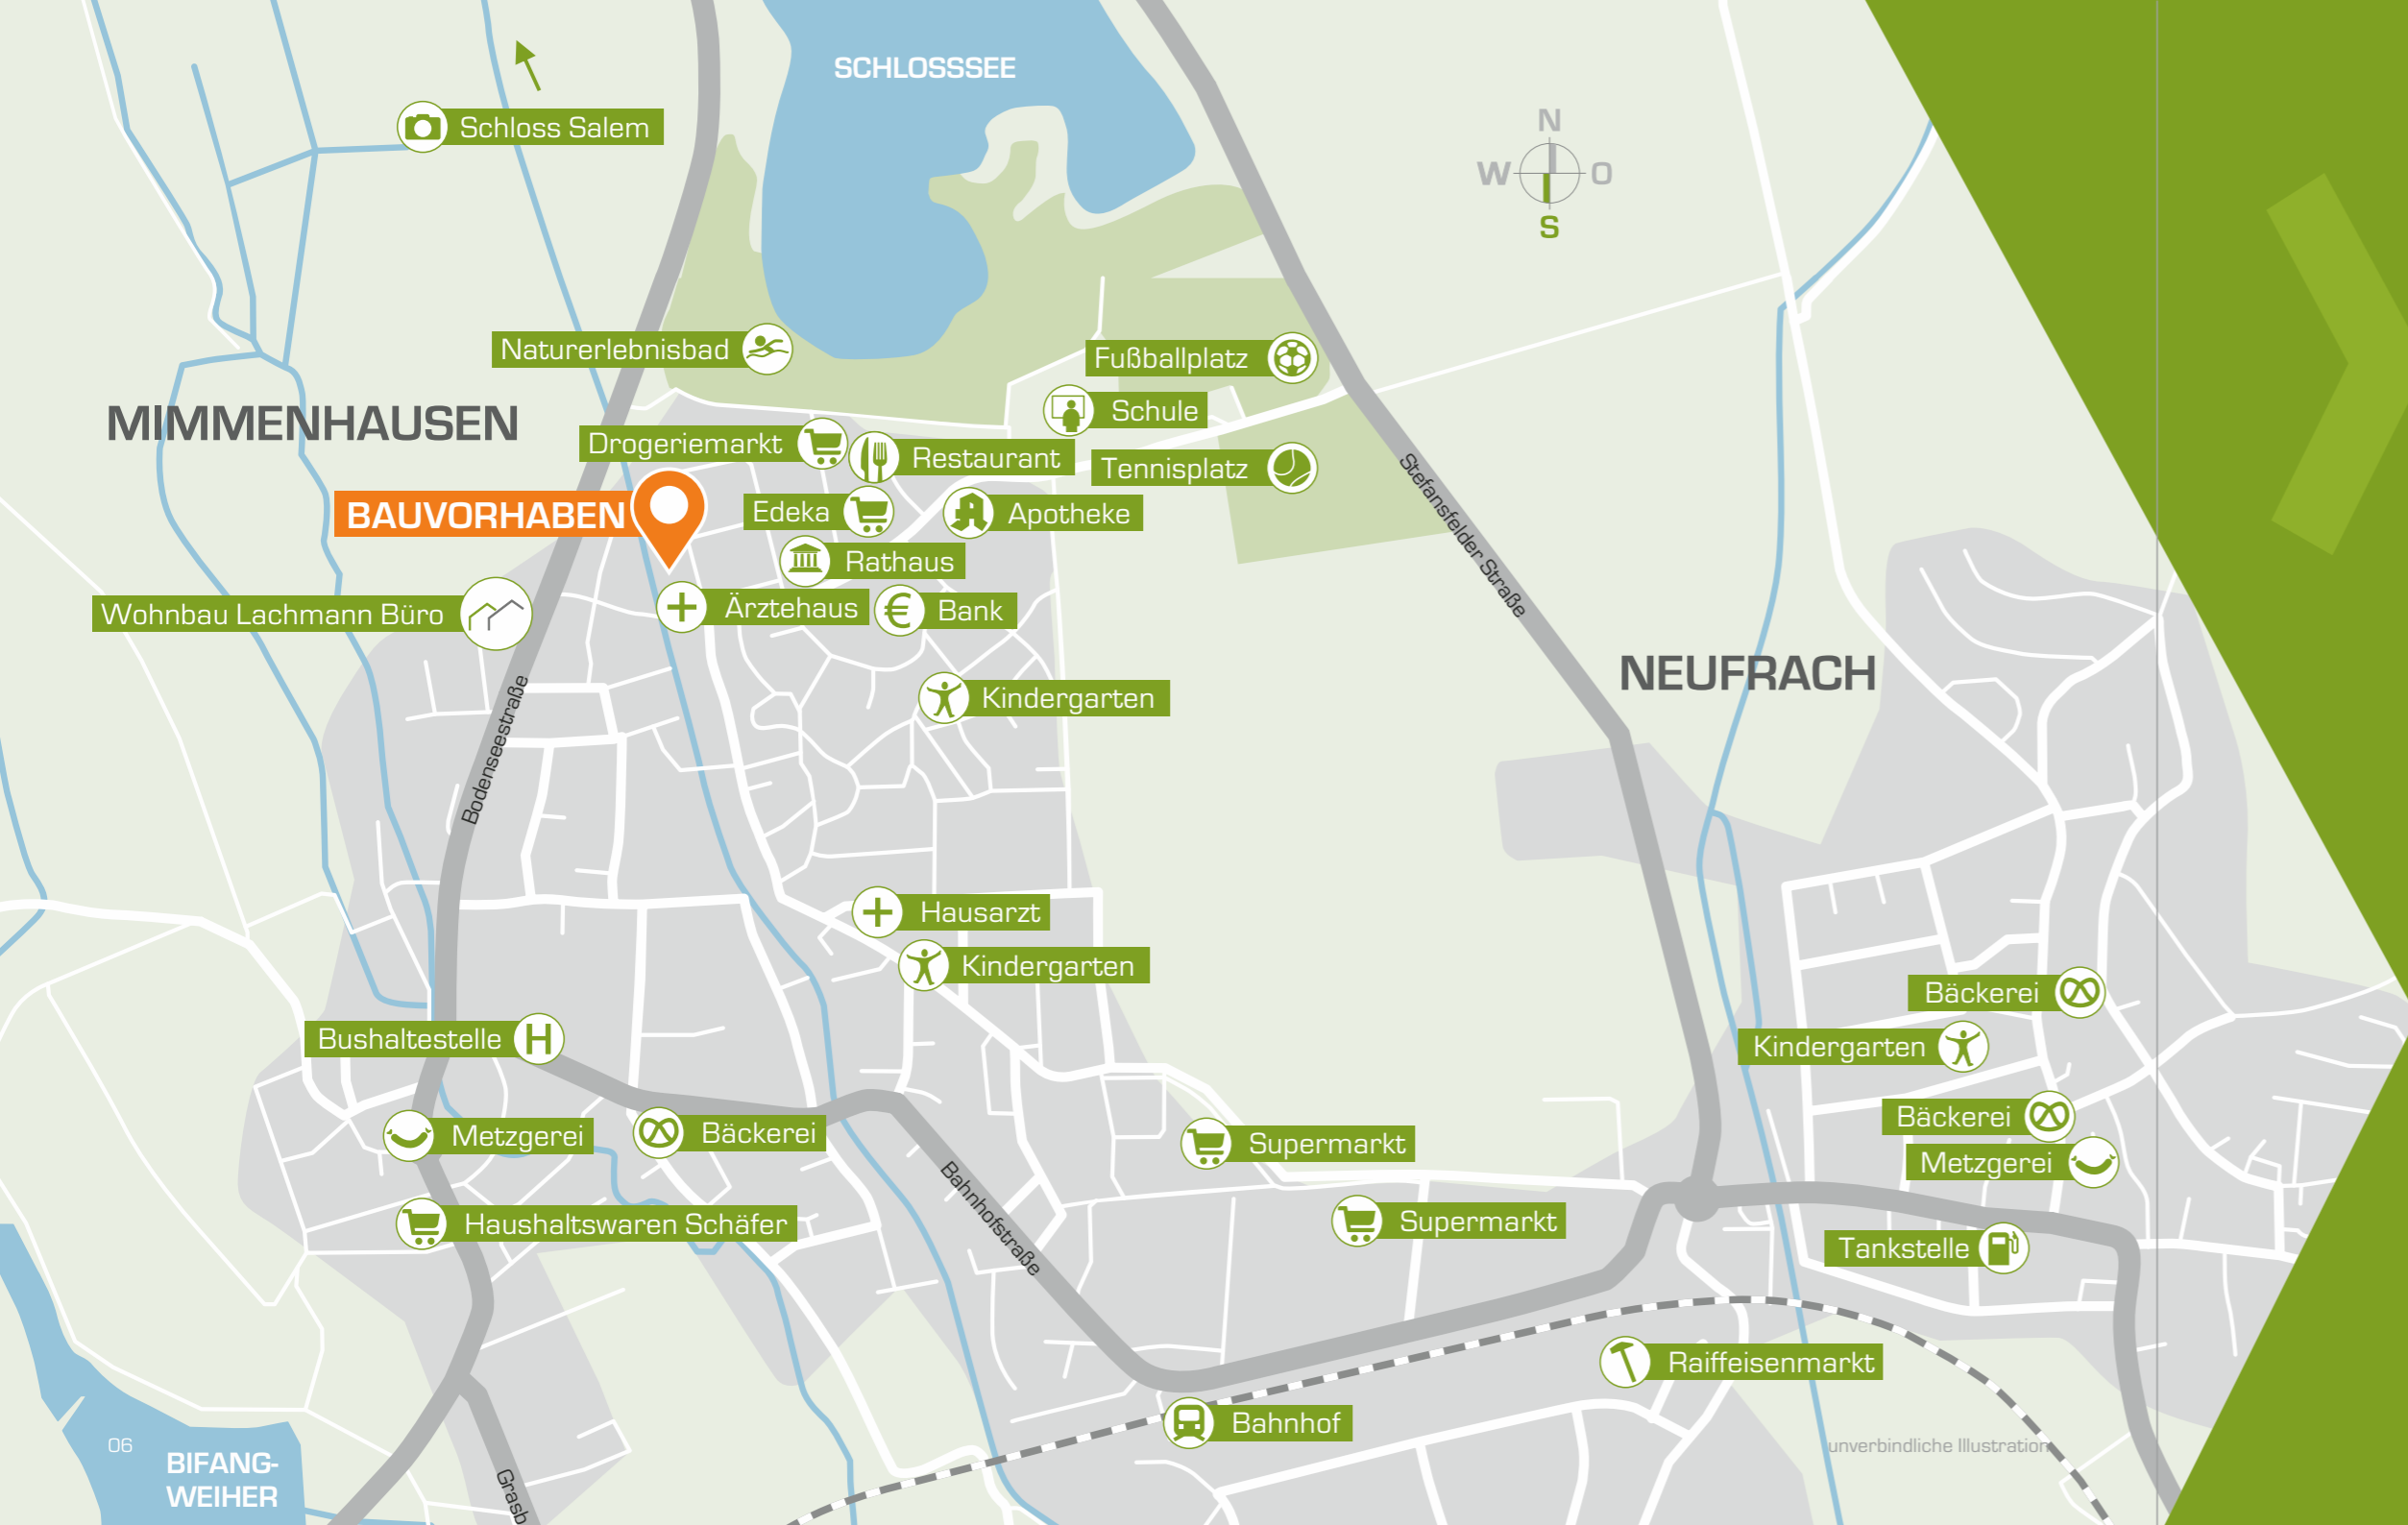 SCHLOSSSEE
Schloss Salem
N
W
O
S
Naturerlebnisbad
Fußballplatz
MIMMENHAUSEN
Schule
Drogeriemarkt
Restaurant
Tennisplatz
BAUVORHABEN
Edeka
Apotheke
Stefansfelder Straße
Rathaus
Wohnbau Lachmann Büro
Ärztehaus
Bank
NEUFRACH
Kindergarten
Bodenseestraße
Hausarzt
Kindergarten
Bäckerei
Bushaltestelle
H
Kindergarten
Metzgerei
Bäckerei
Supermarkt
Bäckerei
Metzgerei
Haushaltswaren Schäfer
Bahnhofstraße
Supermarkt
Tankstelle
Raiffeisenmarkt
Bahnhof
06
BIFANG-
WEIHER
Grasb
unverbindliche Illustration